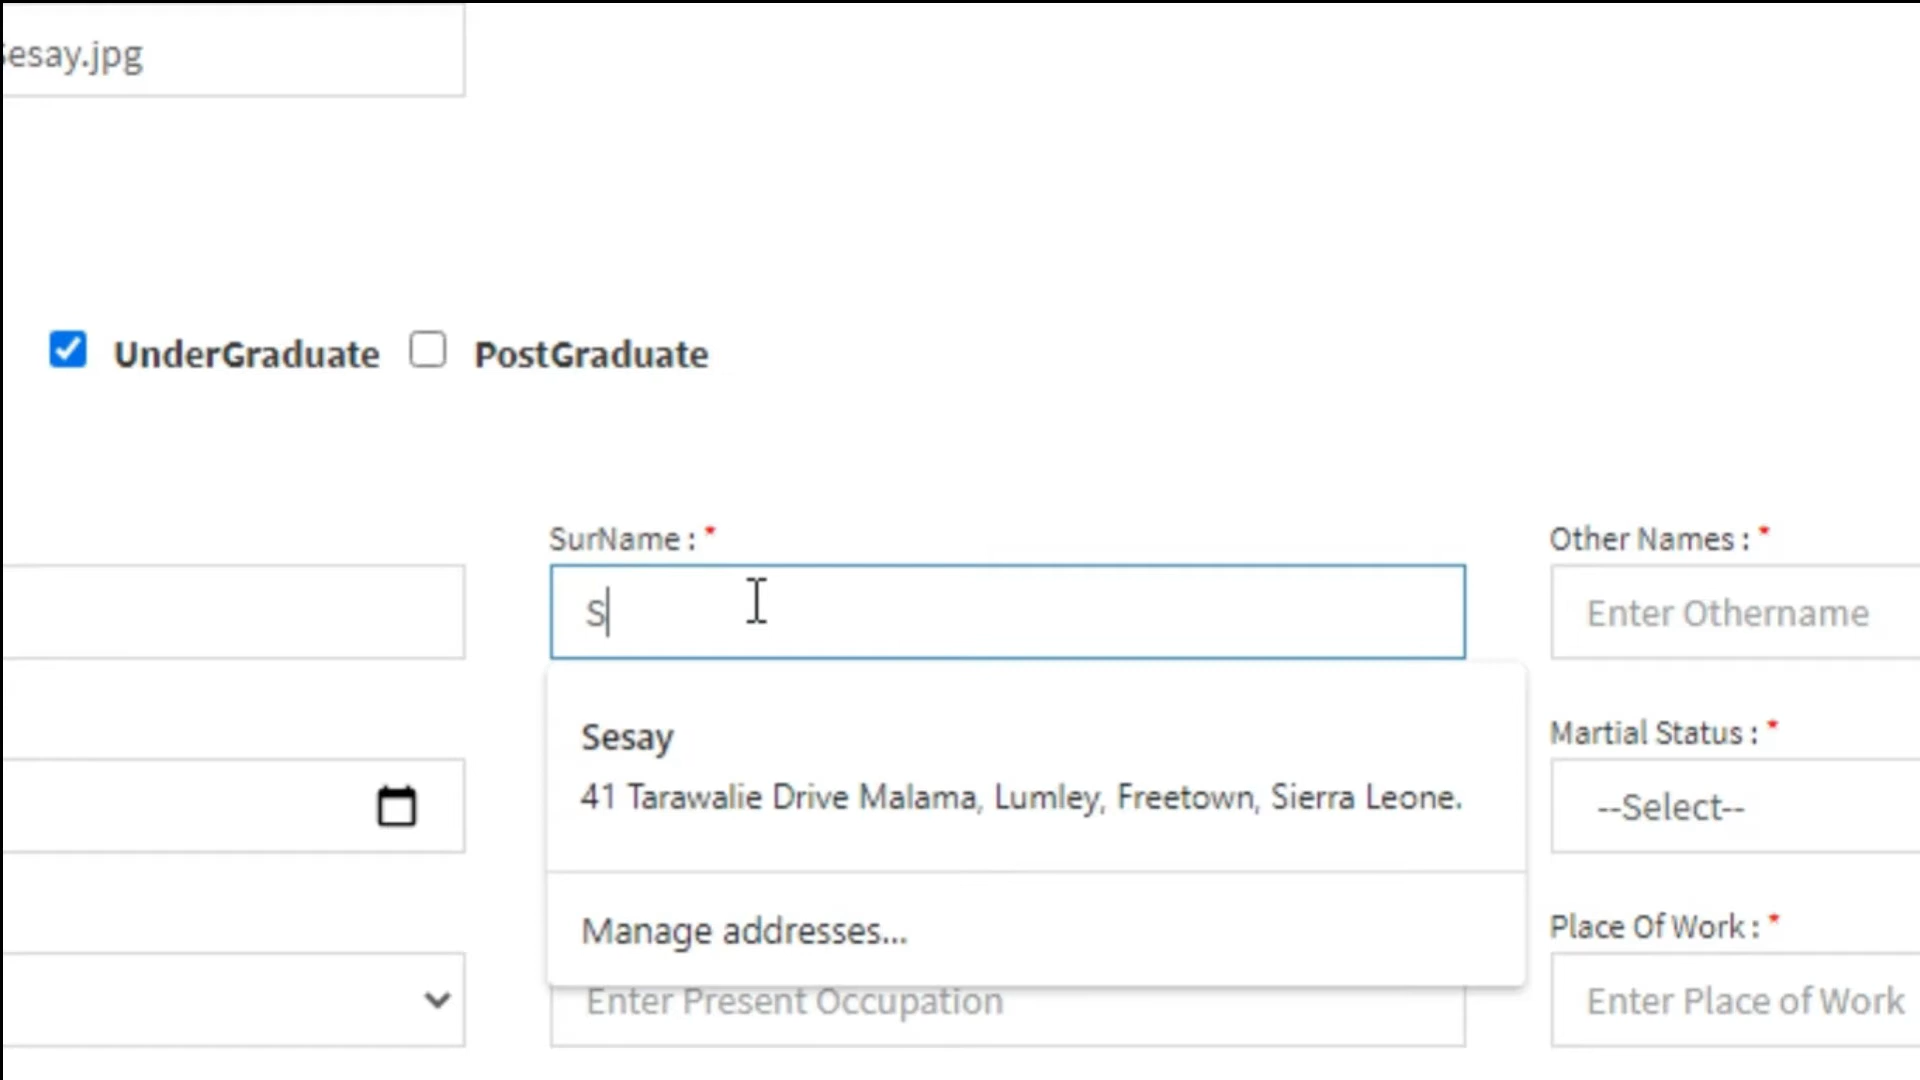 Sesay.jpg
UnderGraduate PostGraduate
SurName : * Other Names : *
S Enter Othername
Sesay
41 Tarawalie Drive Malama, Lumley, Freetown, Sierra Leone.
Martial Status : *
--Select--
Manage addresses...
Place Of Work : *
Enter Present Occupation Enter Place of Work